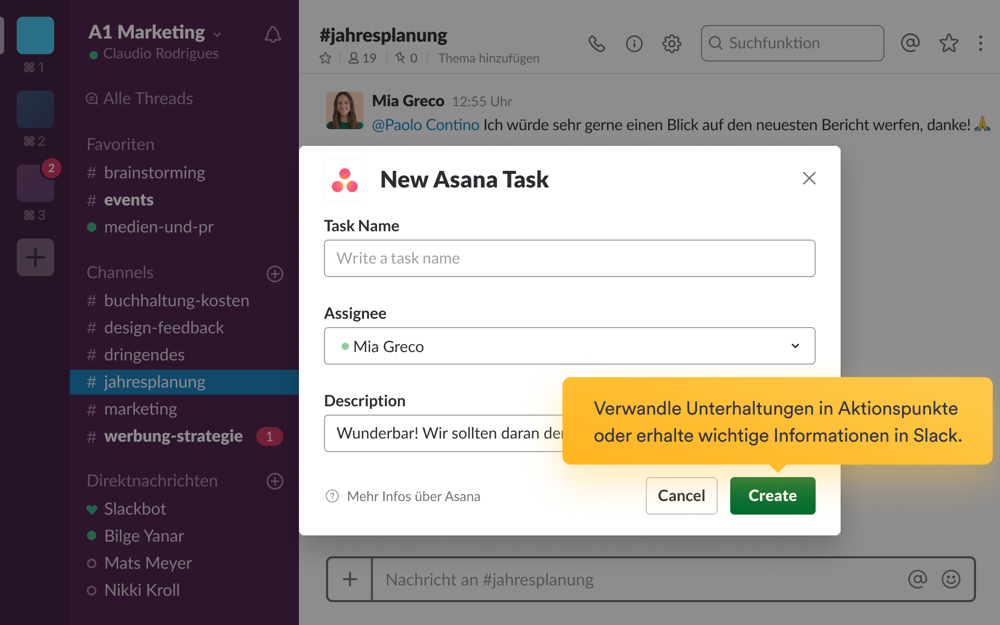 ⌘1
⌘2
2
⌘3
A1 Marketing
Claudio Rodrigues
Alle Threads
Favoriten
# brainstorming
# events
medien-und-pr
Channels
# buchhaltung-kosten
# design-feedback
# dringendes
# jahresplanung
# marketing
# werbung-strategie 1
Direktnachrichten
Slackbot
Bilge Yanar
Mats Meyer
Nikki Kroll
#jahresplanung
19 | 0 | Thema hinzufügen
Suchfunktion
Mia Greco 12:55 Uhr
@Paolo Contino Ich würde sehr gerne einen Blick auf den neuesten Bericht werfen, danke! 🙏
New Asana Task
Task Name
Write a task name
Assignee
Mia Greco
Description
Wunderbar! Wir sollten daran
Verwandle Unterhaltungen in Aktionspunkte
oder erhalte wichtige Informationen in Slack.
Mehr Infos über Asana
Cancel
Create
Nachricht an #jahresplanung